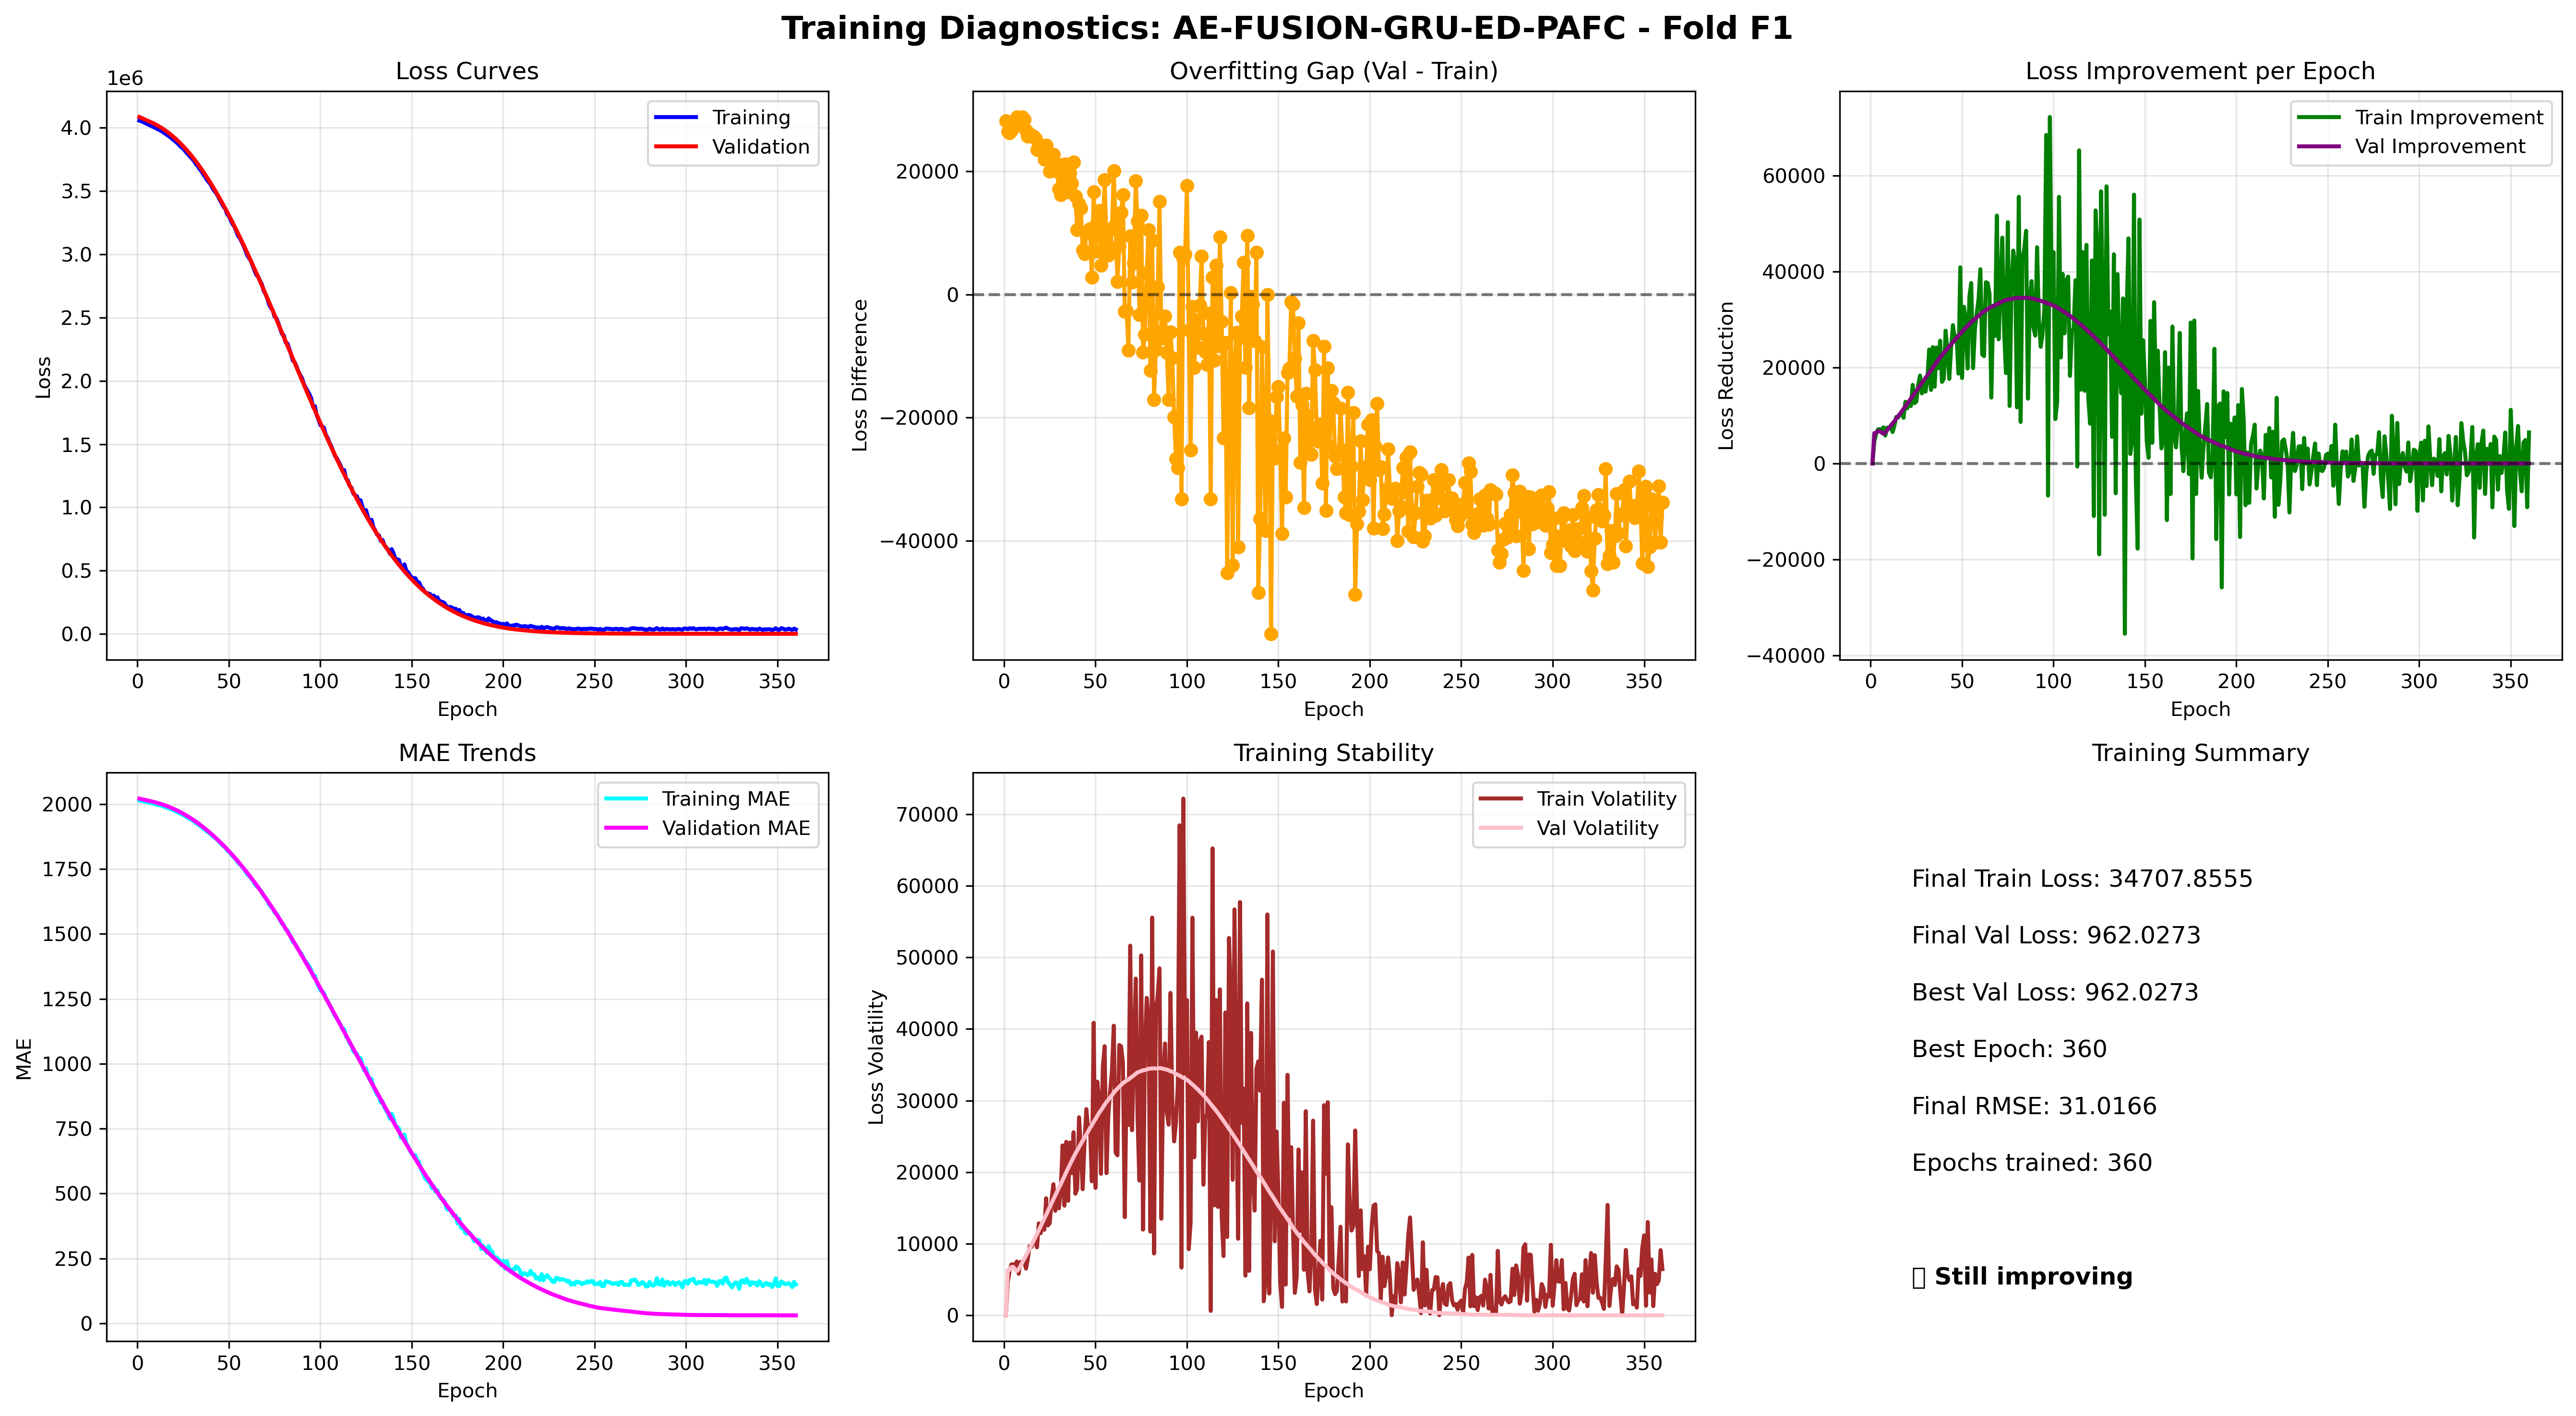 Training Diagnostics: AE-FUSION-GRU-ED-PAFC - Fold F1
Loss Curves
1e6
4.0
3.5
3.0
2.5
2.0
1.5
1.0
0.5
0.0
Loss
0 50 100 150 200 250 300 350
Epoch
Training
Validation
Overfitting Gap (Val - Train)
20000
0
−20000
−40000
Loss Difference
0 50 100 150 200 250 300 350
Epoch
Loss Improvement per Epoch
60000
40000
20000
0
−20000
−40000
Loss Reduction
0 50 100 150 200 250 300 350
Epoch
Train Improvement
Val Improvement
MAE Trends
2000
1750
1500
1250
1000
750
500
250
0
MAE
0 50 100 150 200 250 300 350
Epoch
Training MAE
Validation MAE
Training Stability
70000
60000
50000
40000
30000
20000
10000
0
Loss Volatility
0 50 100 150 200 250 300 350
Epoch
Train Volatility
Val Volatility
Training Summary
Final Train Loss: 34707.8555
Final Val Loss: 962.0273
Best Val Loss: 962.0273
Best Epoch: 360
Final RMSE: 31.0166
Epochs trained: 360
Still improving